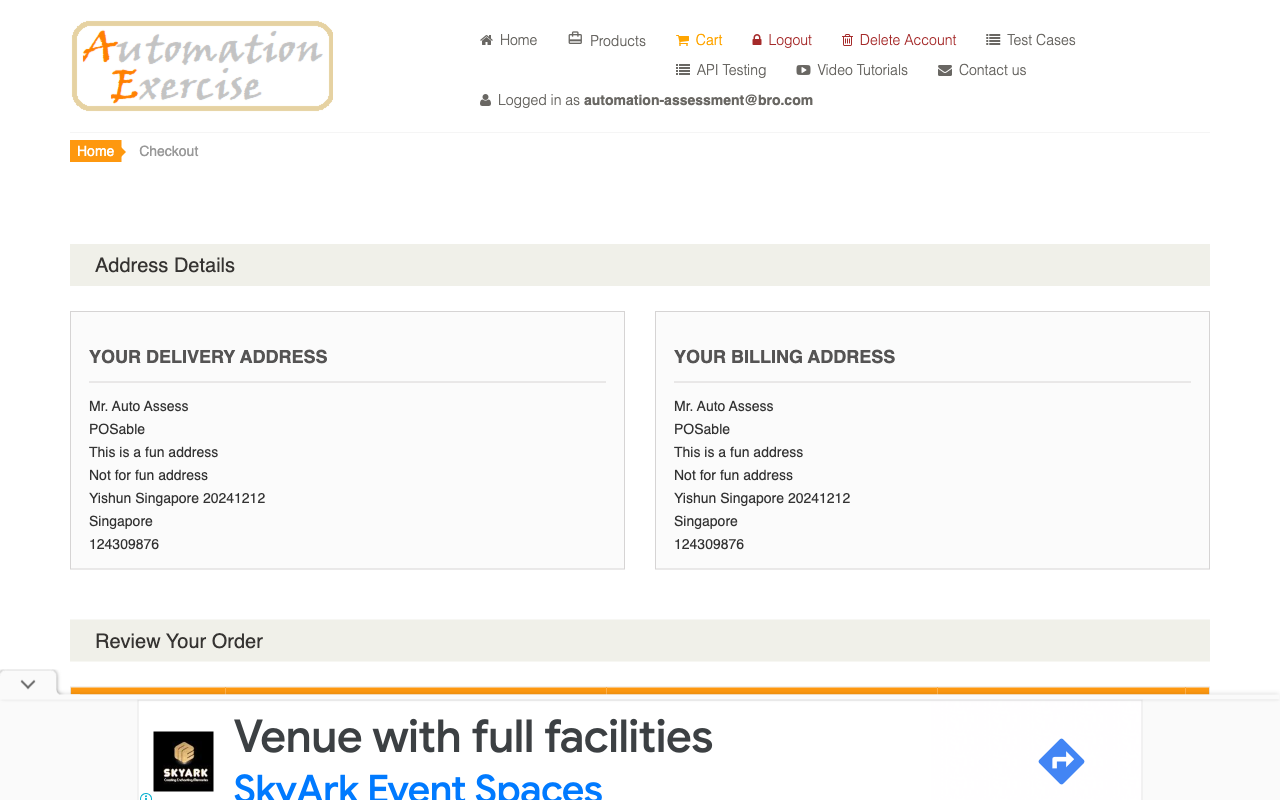 Automation
Exercise
Home
Products
Cart
Logout
Delete Account
Test Cases
API Testing
Video Tutorials
Contact us
Logged in as automation-assessment@bro.com
Home
Checkout
Address Details
YOUR DELIVERY ADDRESS
Mr. Auto Assess
POSable
This is a fun address
Not for fun address
Yishun Singapore 20241212
Singapore
124309876
YOUR BILLING ADDRESS
Mr. Auto Assess
POSable
This is a fun address
Not for fun address
Yishun Singapore 20241212
Singapore
124309876
Review Your Order
SKYARK
Venue with full facilities
SkyArk Event Spaces